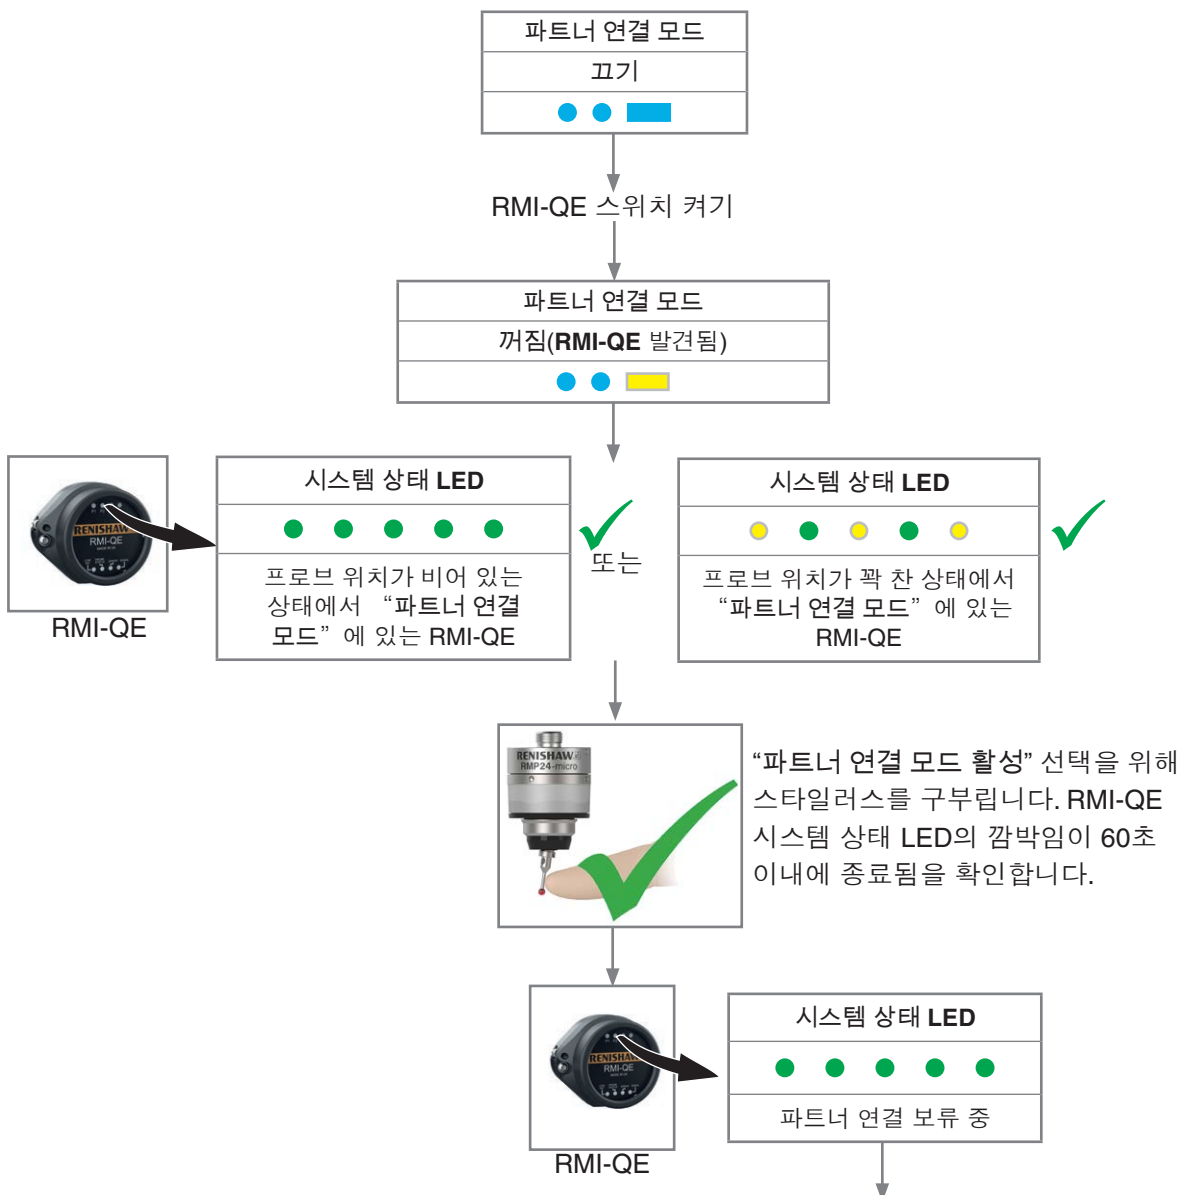 파트너 연결 모드
끄기
RMI-QE 스위치 켜기
파트너 연결 모드
꺼짐(RMI-QE 발견됨)
시스템 상태 LED
프로브 위치가 비어 있는
상태에서 “파트너 연결
모드” 에 있는 RMI-QE
RENISHAW
RMI-QE
RMI-QE
또는
시스템 상태 LED
프로브 위치가 꽉 찬 상태에서
“파트너 연결 모드” 에 있는
RMI-QE
RENISHAW
RMP24-micro
“파트너 연결 모드 활성” 선택을 위해
스타일러스를 구부립니다. RMI-QE
시스템 상태 LED의 깜박임이 60초
이내에 종료됨을 확인합니다.
RENISHAW
RMI-QE
RMI-QE
시스템 상태 LED
파트너 연결 보류 중